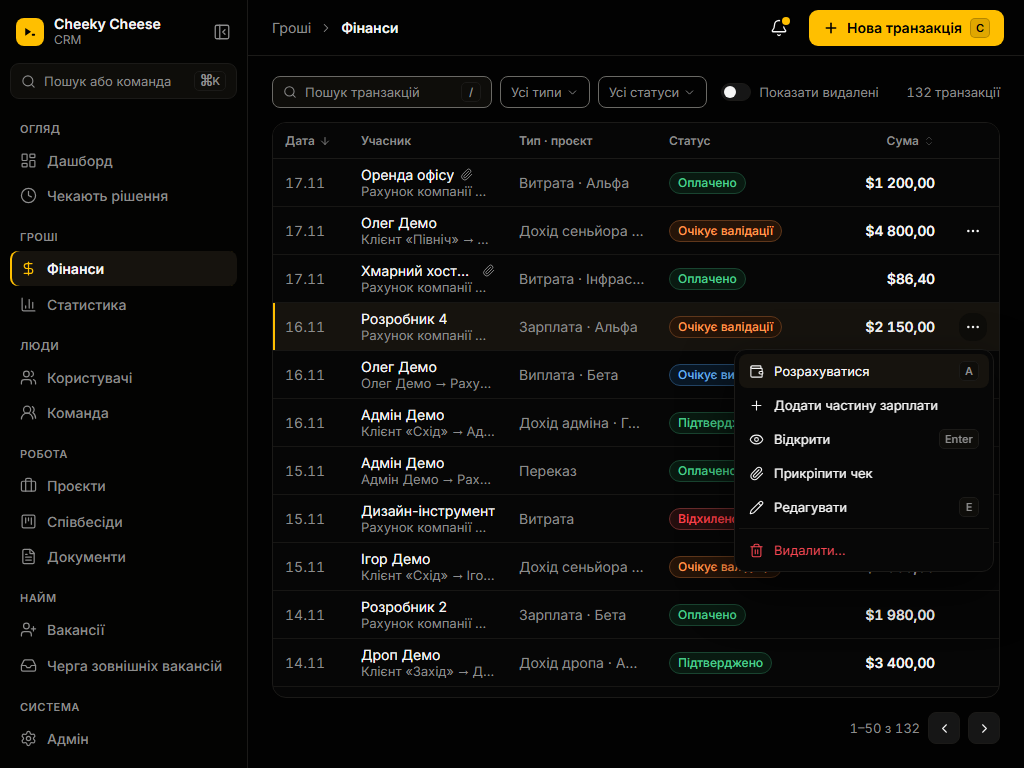 Cheeky Cheese
CRM
Пошук або команда ⌘K
ОГЛЯД
Дашборд
Чекають рішення
ГРОШІ
Фінанси
Статистика
ЛЮДИ
Користувачі
Команда
РОБОТА
Проєкти
Співбесіди
Документи
НАЙМ
Вакансії
Черга зовнішніх вакансій
СИСТЕМА
Адмін
Гроші > Фінанси
+ Нова транзакція C
Пошук транзакцій /
Усі типи
Усі статуси
Показати видалені
132 транзакції
Дата ↓ Учасник Тип · проєкт Статус Сума
17.11 Оренда офісу Витрата · Альфа Оплачено $1 200,00
Рахунок компанії ...
17.11 Олег Демо Дохід сеньйора ... Очікує валідації $4 800,00 ...
Клієнт «Північ» → ...
17.11 Хмарний хост... Витрата · Інфрас... Оплачено $86,40
Рахунок компанії ...
16.11 Розробник 4 Зарплата · Альфа Очікує валідації $2 150,00 ...
Рахунок компанії ...
16.11 Олег Демо Виплата · Бета Очікує ви
Олег Демо → Раху...
16.11 Адмін Демо Дохід адміна · Г... Підтвердж
Клієнт «Схід» → Ад...
15.11 Адмін Демо Переказ Оплачено
Адмін Демо → Рах...
15.11 Дизайн-інструмент Витрата Відхилено
Рахунок компанії ...
15.11 Ігор Демо Дохід сеньйора ... Очікує валідації
Клієнт «Схід» → Іго...
14.11 Розробник 2 Зарплата · Бета Оплачено $1 980,00
Рахунок компанії ...
14.11 Дроп Демо Дохід дропа · А... Підтверджено $3 400,00
Клієнт «Захід» → Д...
Розрахуватися A
Додати частину зарплати
Відкрити Enter
Прикріпити чек
Редагувати E
Видалити...
1–50 з 132